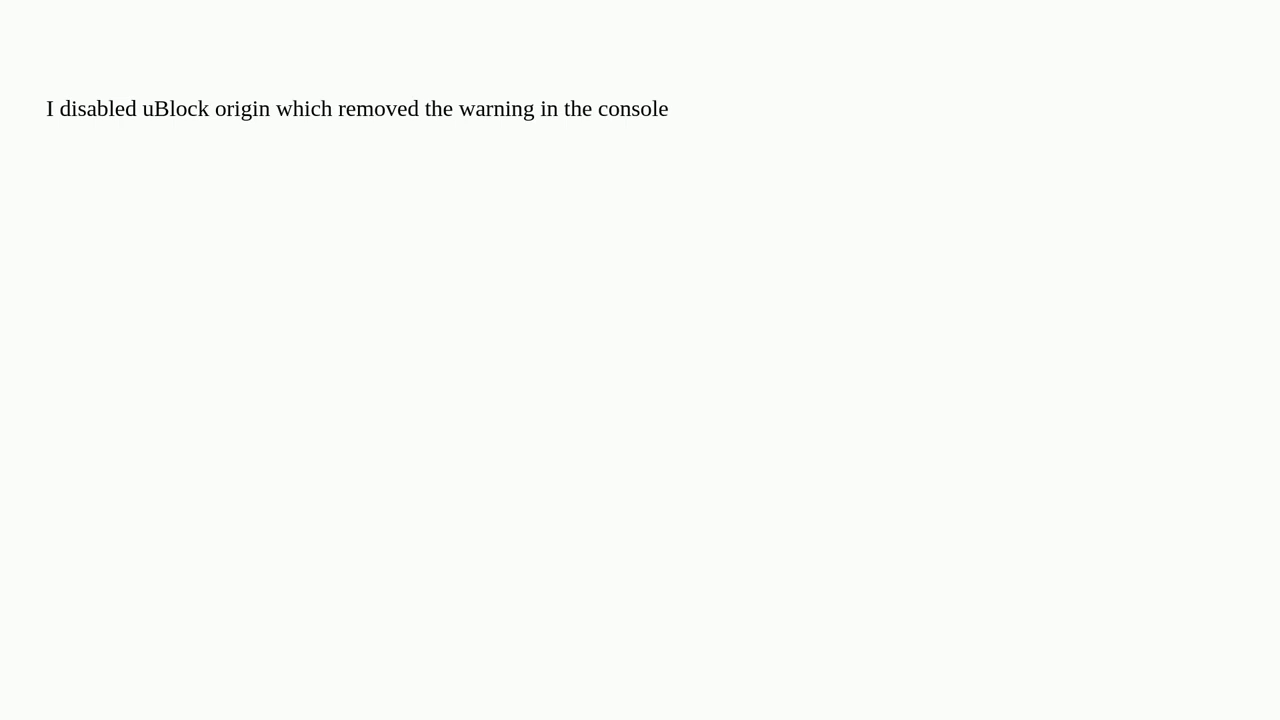 I disabled uBlock origin which removed the warning in the console